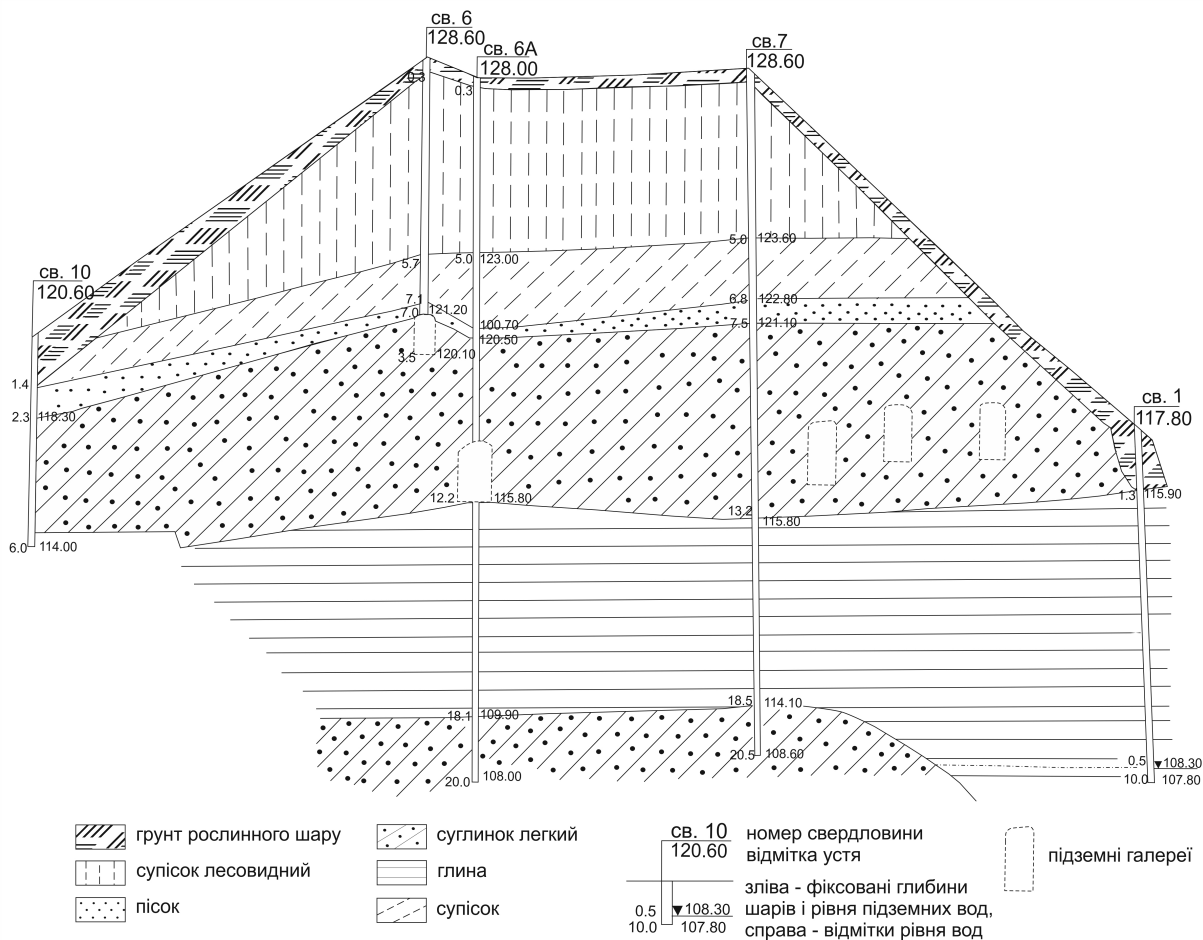 св. 6
128.60
св. 6А
128.00
св.7
128.60
0.3
0.3
св. 10
120.60
5.0 123.60
5.7 5.0 123.00
7.1
7.0 121.20
6.8 122.80
100.70
7.5 121.10
120.50
3.5 120.10
1.4
2.3 118.30
св. 1
117.80
12.2 115.80
1.3 115.90
13.2 115.80
6.0 114.00
18.5 114.10
18.1 109.90
20.5 108.60
0.5 108.30
20.0 108.00
10.0 107.80
грунт рослинного шару
супісок лесовидний
пісок
суглинок легкий
глина
супісок
св. 10
120.60
номер свердловини
відмітка устя
0.5 108.30
10.0 107.80
зліва - фіксовані глибини
шарів і рівня підземних вод,
справа - відмітки рівня вод
підземні галереї